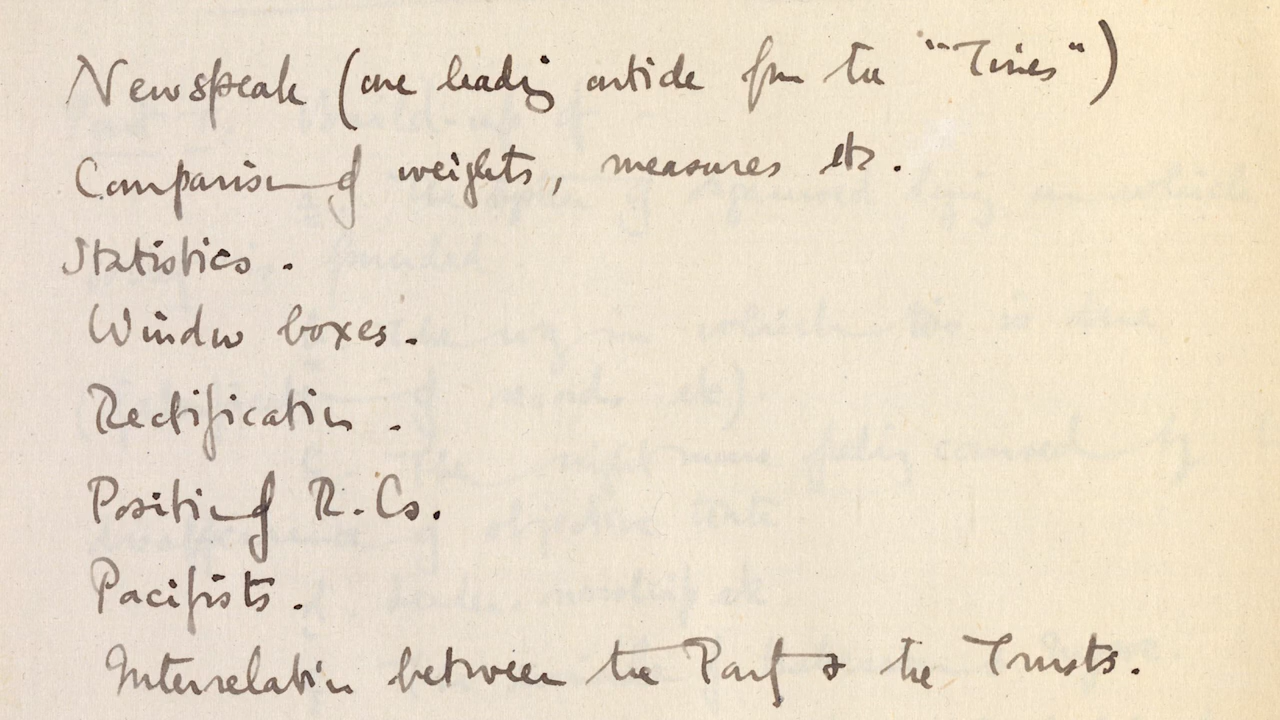 Newspeak (one leading article from the "Times")
Comparison of weights, measures etc.
Statistics.
Window boxes.
Rectification.
Position of R.Cs.
Pacifists.
Interrelation between the Party & the Trusts.